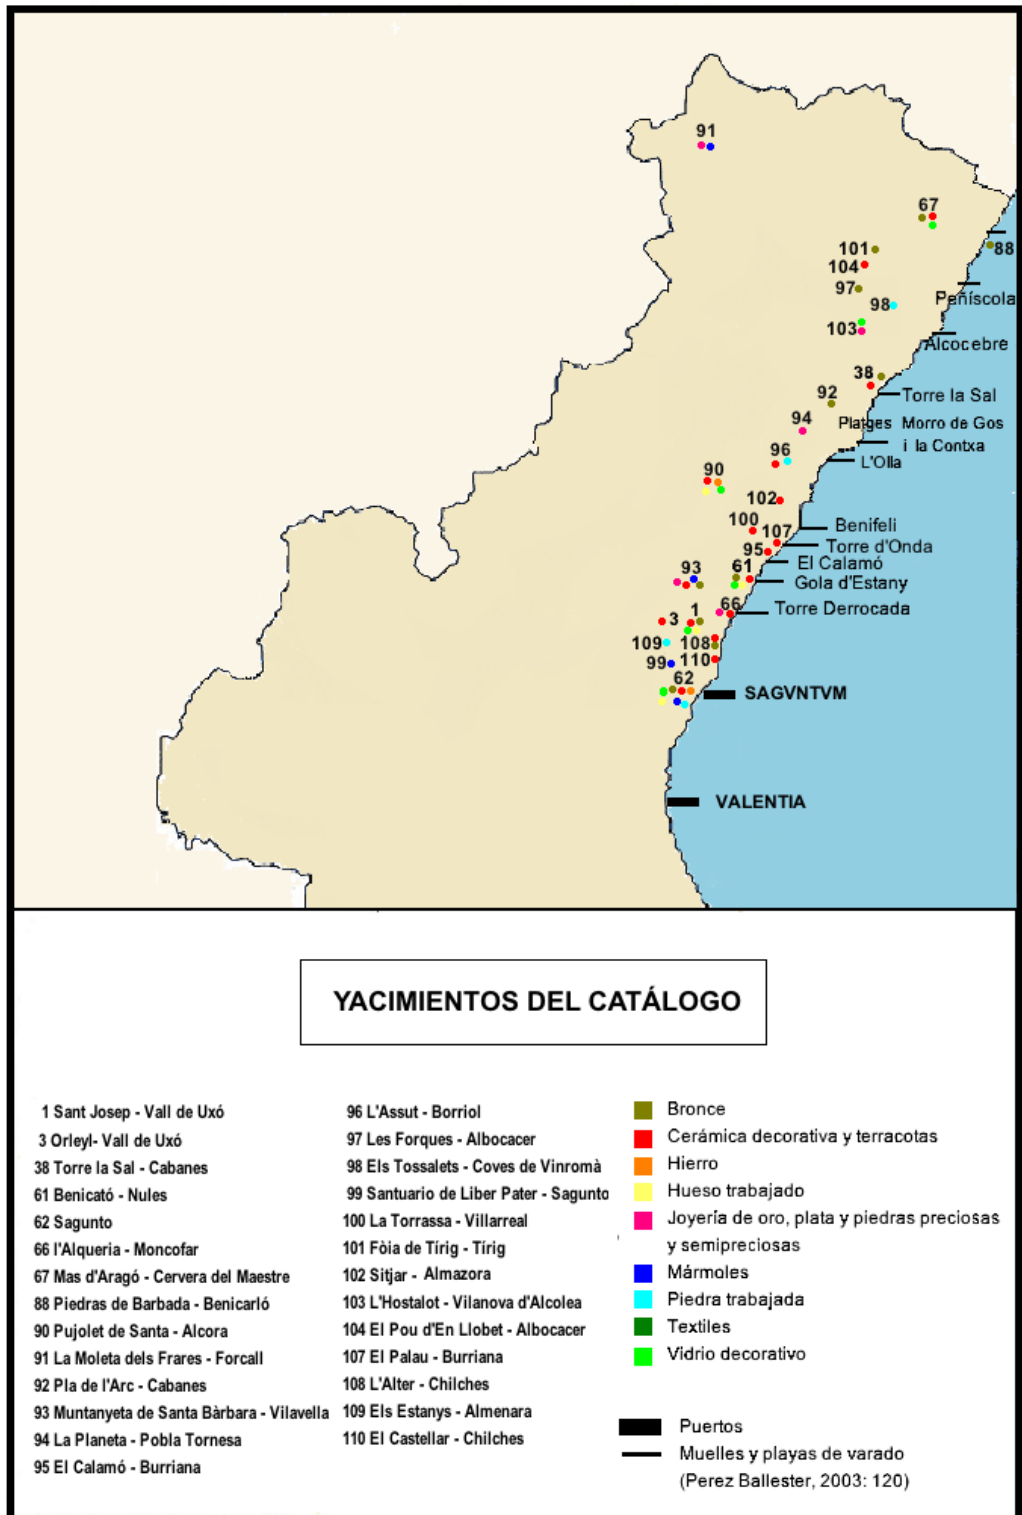 91
67
88
101
104
97
98
Peñíscola
103
Alcocebre
38
92
Torre la Sal
94
Platges Morro de Gos
i la Contxa
96
L'Olla
90
102
100
107
Benifeli
Torre d'Onda
95
El Calamó
93
61
Gola d'Estany
66
Torre Derrocada
3
1
109
108
99
110
62
SAGVNTVM
VALENTIA
YACIMIENTOS DEL CATÁLOGO
1 Sant Josep - Vall de Uxó
3 Orleyl- Vall de Uxó
38 Torre la Sal - Cabanes
61 Benicató - Nules
62 Sagunto
66 l'Alqueria - Moncofar
67 Mas d'Aragó - Cervera del Maestre
88 Piedras de Barbada - Benicarló
90 Pujolet de Santa - Alcora
91 La Moleta dels Frares - Forcall
92 Pla de l'Arc - Cabanes
93 Muntanyeta de Santa Bàrbara - Vilavella
94 La Planeta - Pobla Tornesa
95 El Calamó - Burriana
96 L'Assut - Borriol
97 Les Forques - Albocacer
98 Els Tossalets - Coves de Vinromà
99 Santuario de Liber Pater - Sagunto
100 La Torrassa - Villarreal
101 Fòia de Tírig - Tírig
102 Sitjar - Almazora
103 L'Hostalot - Vilanova d'Alcolea
104 El Pou d'En Llobet - Albocacer
107 El Palau - Burriana
108 L'Alter - Chilches
109 Els Estanys - Almenara
110 El Castellar - Chilches
Bronce
Cerámica decorativa y terracotas
Hierro
Hueso trabajado
Joyería de oro, plata y piedras preciosas
y semipreciosas
Mármoles
Piedra trabajada
Textiles
Vidrio decorativo
Puertos
Muelles y playas de varado
(Perez Ballester, 2003: 120)